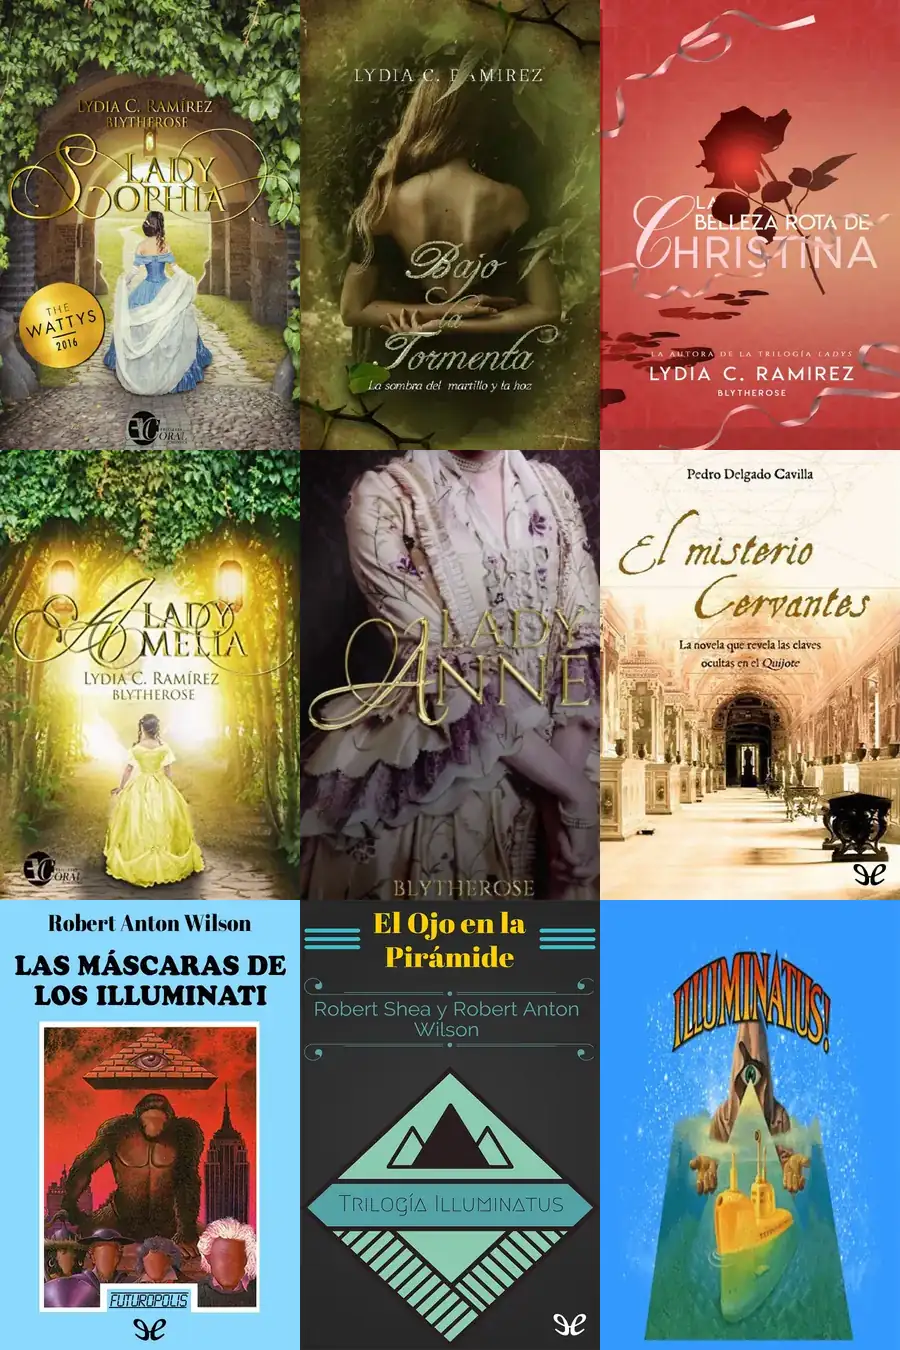 LYDIA C. RAMÍREZ
BLYTHEROSE
LADY
SOPHIA
THE
WATTYS
2016
CORAL
LYDIA C. RAMIREZ
Bajo
la
Tormenta
La sombra del martillo y la hoz
LA
BELLEZA ROTA DE
CHRISTINA
LA AUTORA DE LA TRILOGÍA LADYS
LYDIA C. RAMIREZ
BLYTHEROSE
LADY
AMELIA
LYDIA C. RAMÍREZ
BLYTHEROSE
CORAL
LADY
ANNE
BLYTHEROSE
Pedro Delgado Cavilla
El misterio
Cervantes
La novela que revela las claves
ocultas en el Quijote
Robert Anton Wilson
LAS MÁSCARAS DE
LOS ILLUMINATI
FUTUROPOLIS
El Ojo en la
Pirámide
Robert Shea y Robert Anton
Wilson
TRILOGÍA ILLUMINATUS
ILLUMINATUS!